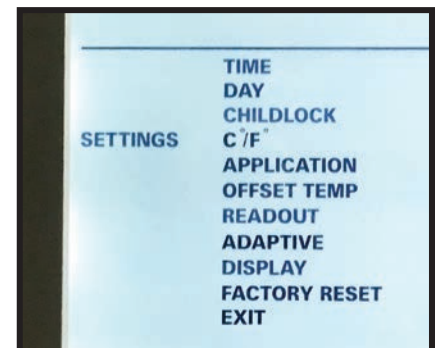 TIME
DAY
CHILDLOCK
SETTINGS C°/F°
APPLICATION
OFFSET TEMP
READOUT
ADAPTIVE
DISPLAY
FACTORY RESET
EXIT